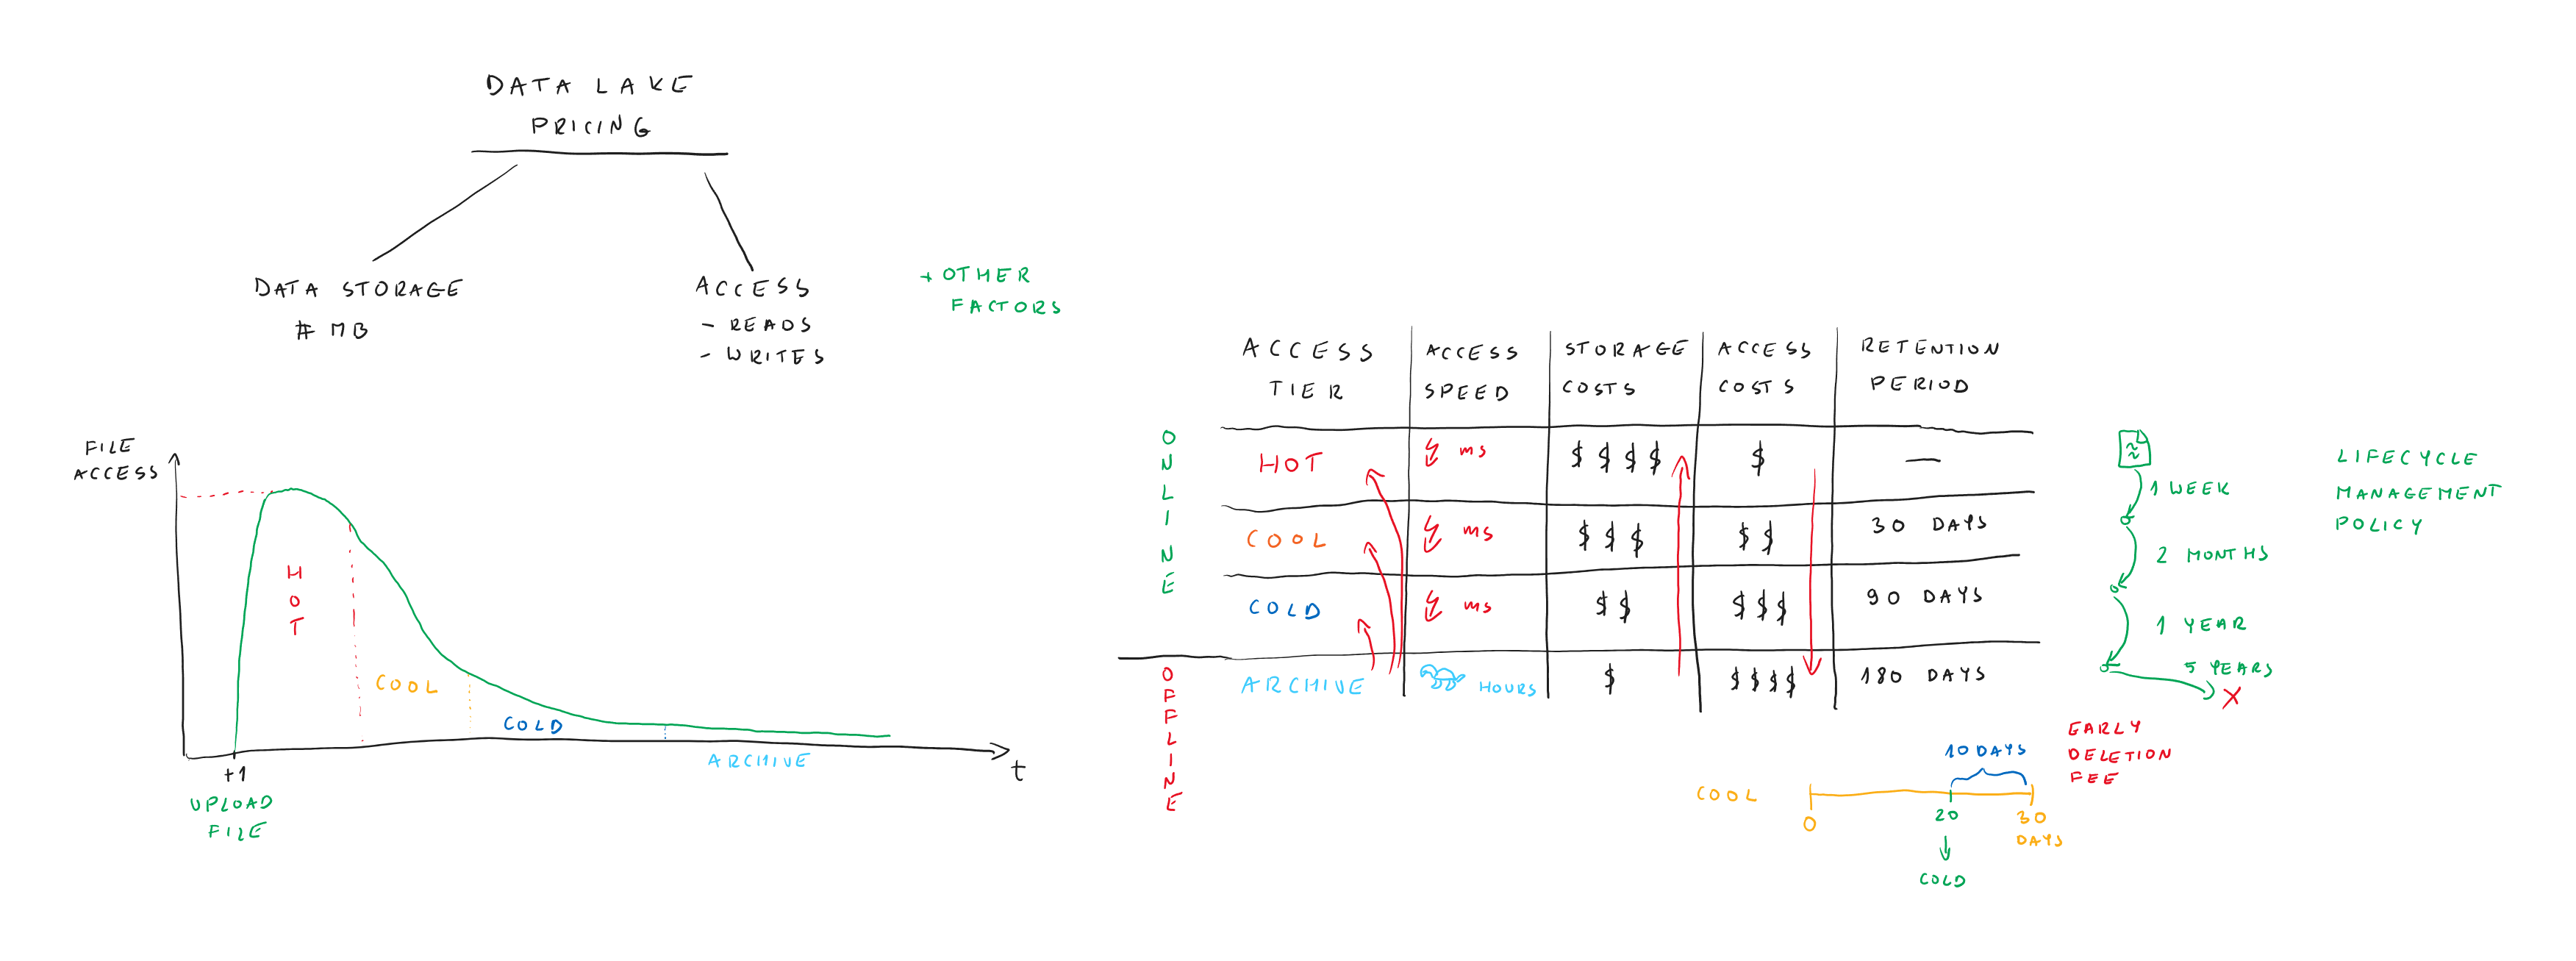 DATA LAKE
PRICING
DATA STORAGE
# MB
ACCESS
- READS
- WRITES
+ OTHER
FACTORS
FILE
ACCESS
HOT
COOL
COLD
ARCHIVE
+1
t
UPLOAD
FILE
ACCESS TIER | ACCESS SPEED | STORAGE COSTS | ACCESS COSTS | RETENTION PERIOD
ONLINE
HOT | ms | $$$$ | $ | —
COOL | ms | $$$ | $$ | 30 DAYS
COLD | ms | $$ | $$$ | 90 DAYS
OFFLINE
ARCHIVE | HOURS | $ | $$$$ | 180 DAYS
1 WEEK
2 MONTHS
1 YEAR
5 YEARS
X
LIFECYCLE
MANAGEMENT
POLICY
EARLY
DELETION
FEE
10 DAYS
COOL
0
20
30
DAYS
COLD